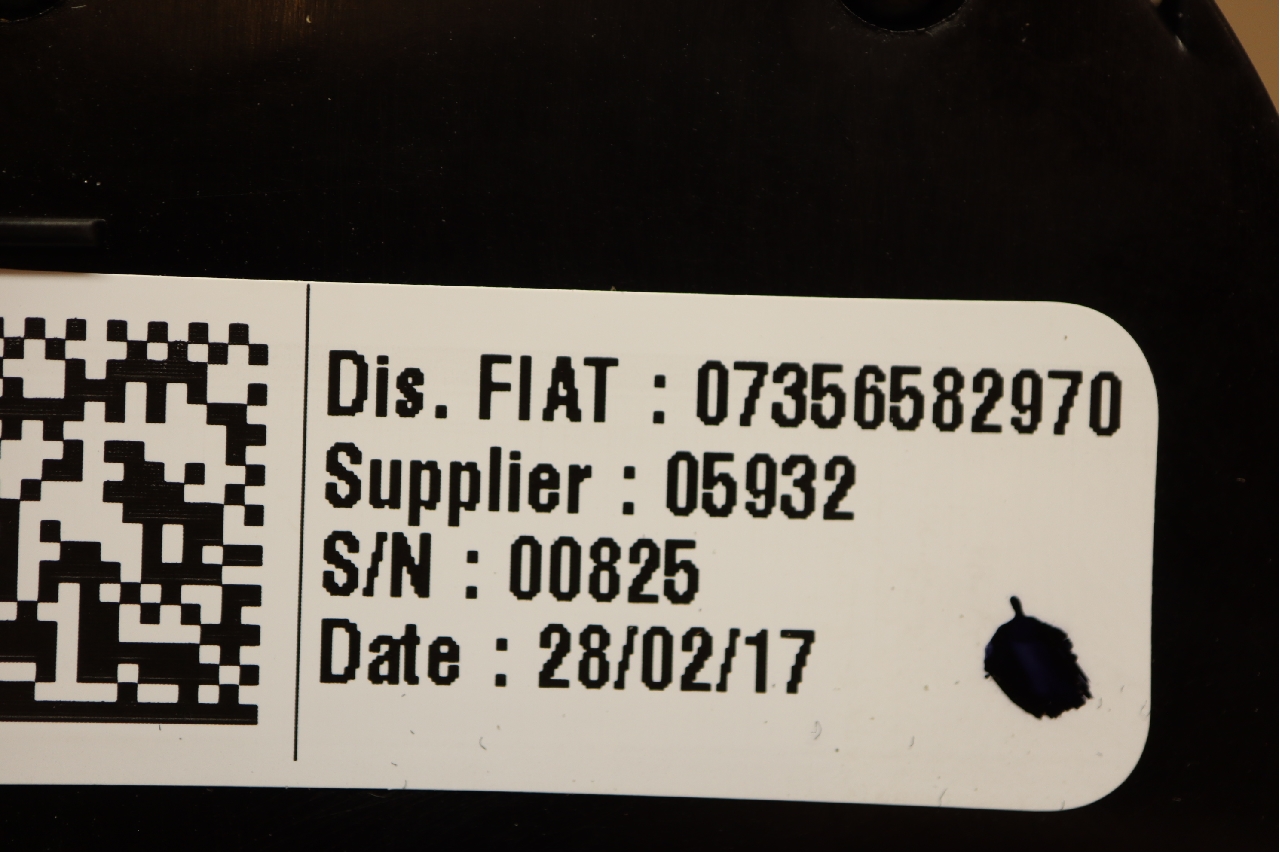 Dis. FIAT : 07356582970
Supplier : 05932
S/N : 00825
Date : 28/02/17